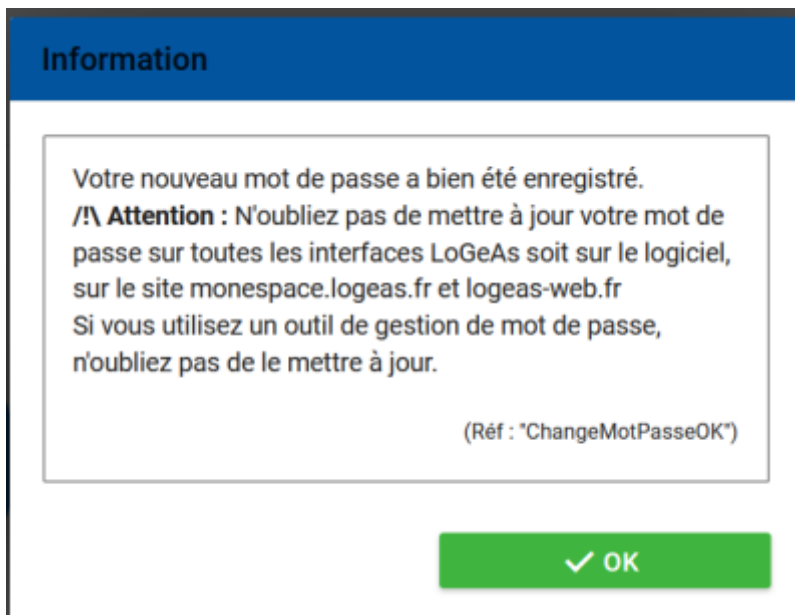 Information
Votre nouveau mot de passe a bien été enregistré.
/!\ Attention : N'oubliez pas de mettre à jour votre mot de
passe sur toutes les interfaces LoGeAs soit sur le logiciel,
sur le site monespace.logeas.fr et logeas-web.fr
Si vous utilisez un outil de gestion de mot de passe,
n'oubliez pas de le mettre à jour.
(Réf : "ChangeMotPasseOK")
OK